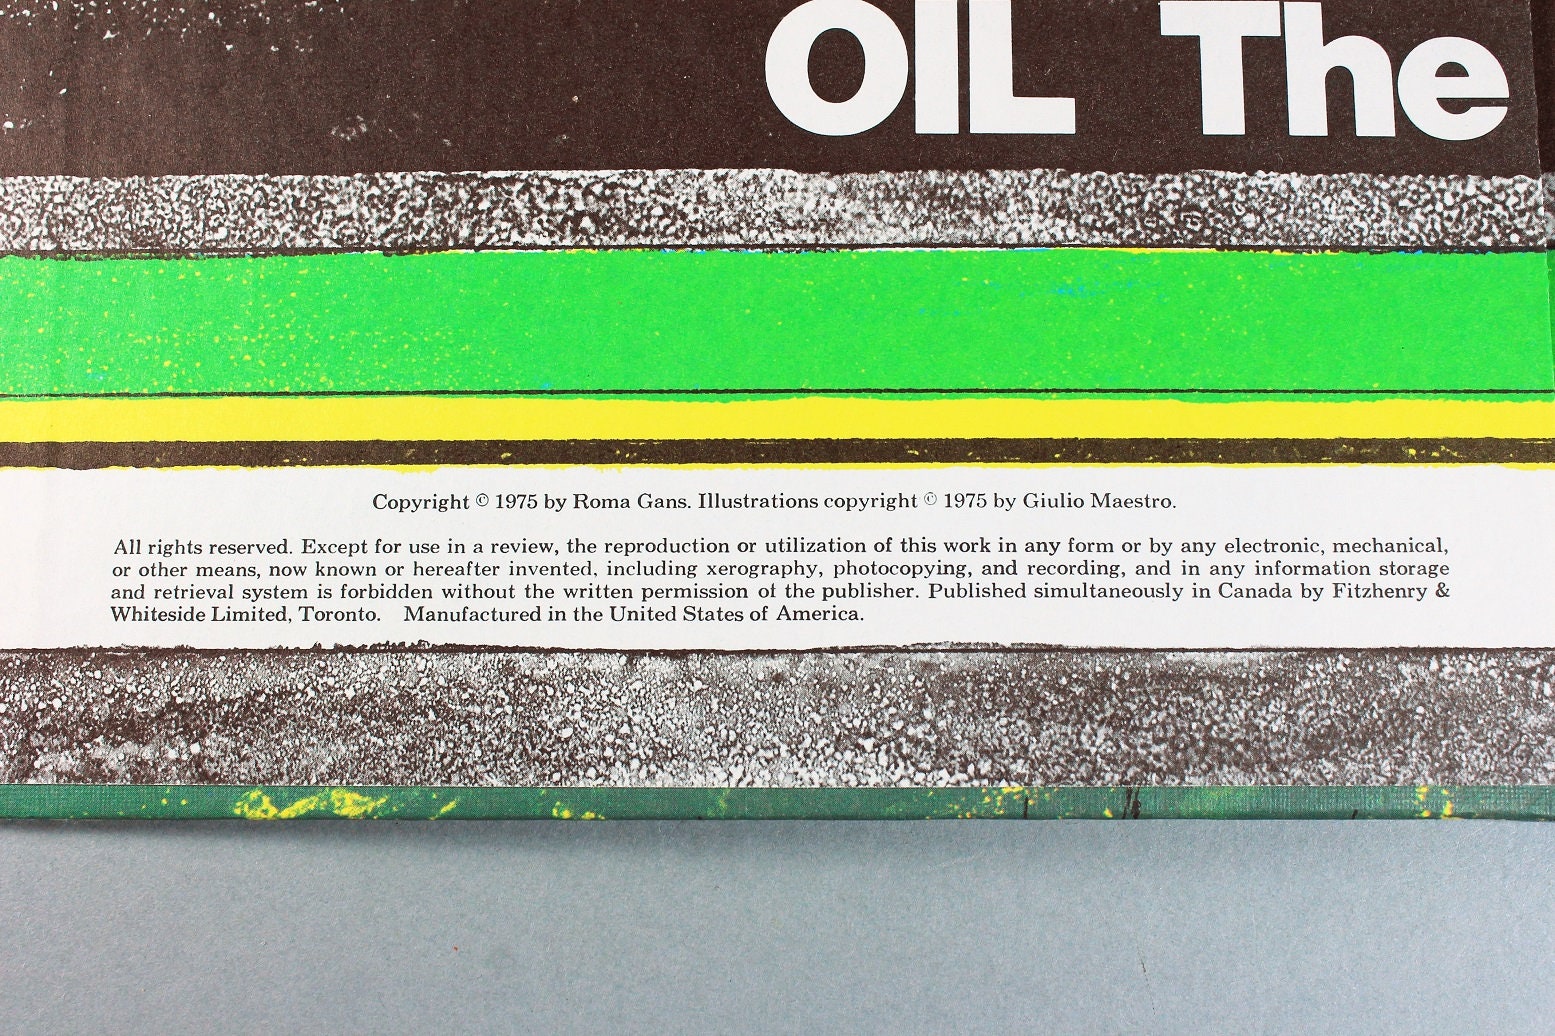 OIL The
Copyright © 1975 by Roma Gans. Illustrations copyright © 1975 by Giulio Maestro.
All rights reserved. Except for use in a review, the reproduction or utilization of this work in any form or by any electronic, mechanical,
or other means, now known or hereafter invented, including xerography, photocopying, and recording, and in any information storage
and retrieval system is forbidden without the written permission of the publisher. Published simultaneously in Canada by Fitzhenry &
Whiteside Limited, Toronto. Manufactured in the United States of America.